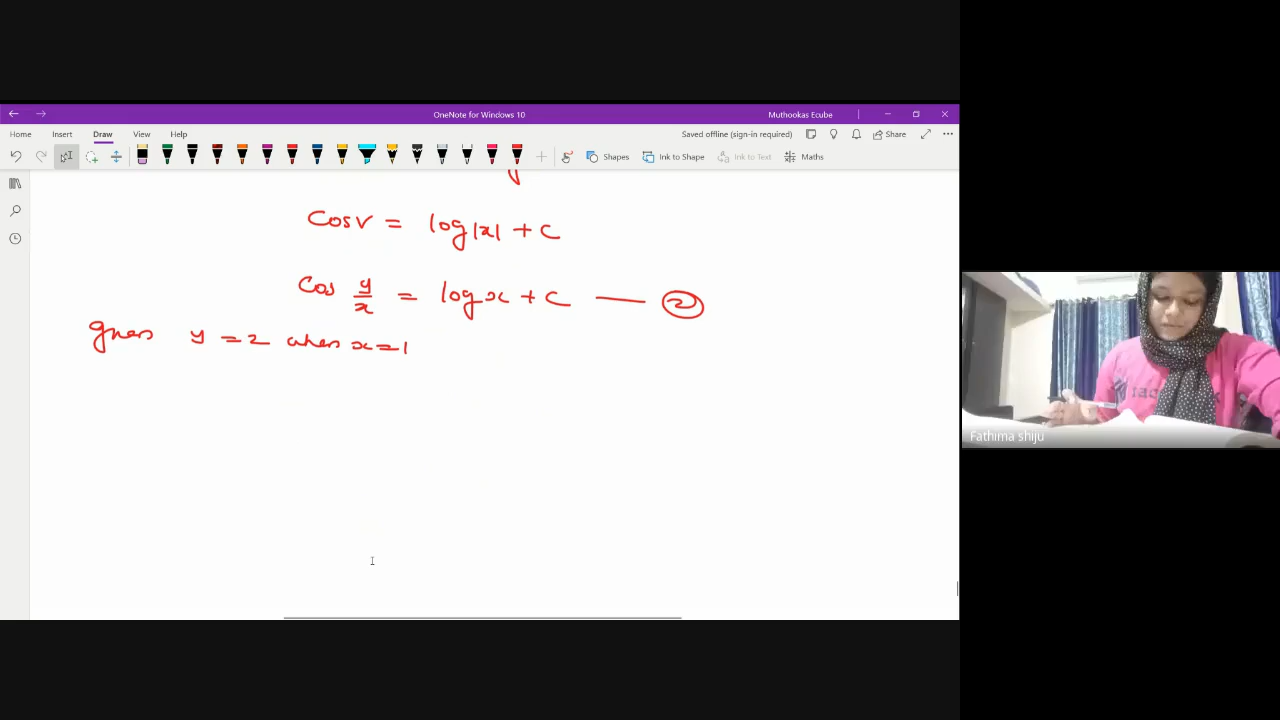 OneNote for Windows 10
Muthookas Ecube
Home Insert Draw View Help
Saved offline (sign-in required) Share
Shapes Ink to Shape Ink to Text Maths
Cos v = log|x| + C
Cos y/x = log x + C —— ②
given y = 2 when x = 1
Fathima shiju